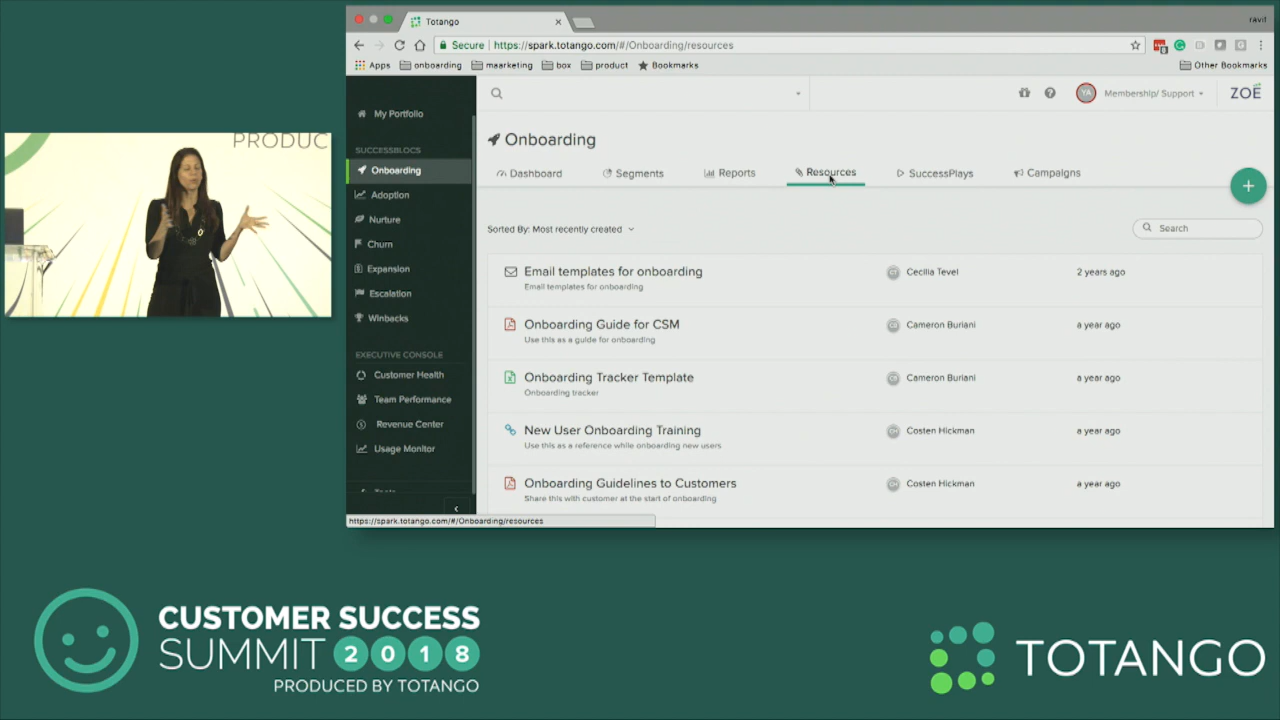 PRODUC
Totango
ravit
Secure https://spark.totango.com/#/Onboarding/resources
Apps onboarding maarketing box product Bookmarks Other Bookmarks
My Portfolio
SUCCESSBLOCS
Onboarding
Adoption
Nurture
Churn
Expansion
Escalation
Winbacks
EXECUTIVE CONSOLE
Customer Health
Team Performance
Revenue Center
Usage Monitor
Membership/ Support
ZOE
Onboarding
Dashboard Segments Reports Resources SuccessPlays Campaigns
Sorted By: Most recently created
Search
Email templates for onboarding Cecilia Tevel 2 years ago
Email templates for onboarding
Onboarding Guide for CSM Cameron Buriani a year ago
Use this as a guide for onboarding
Onboarding Tracker Template Cameron Buriani a year ago
Onboarding tracker
New User Onboarding Training Costen Hickman a year ago
Use this as a reference while onboarding new users
Onboarding Guidelines to Customers Costen Hickman a year ago
Share this with customer at the start of onboarding
https://spark.totango.com/#/Onboarding/resources
CUSTOMER SUCCESS
SUMMIT 2018
PRODUCED BY TOTANGO
TOTANGO